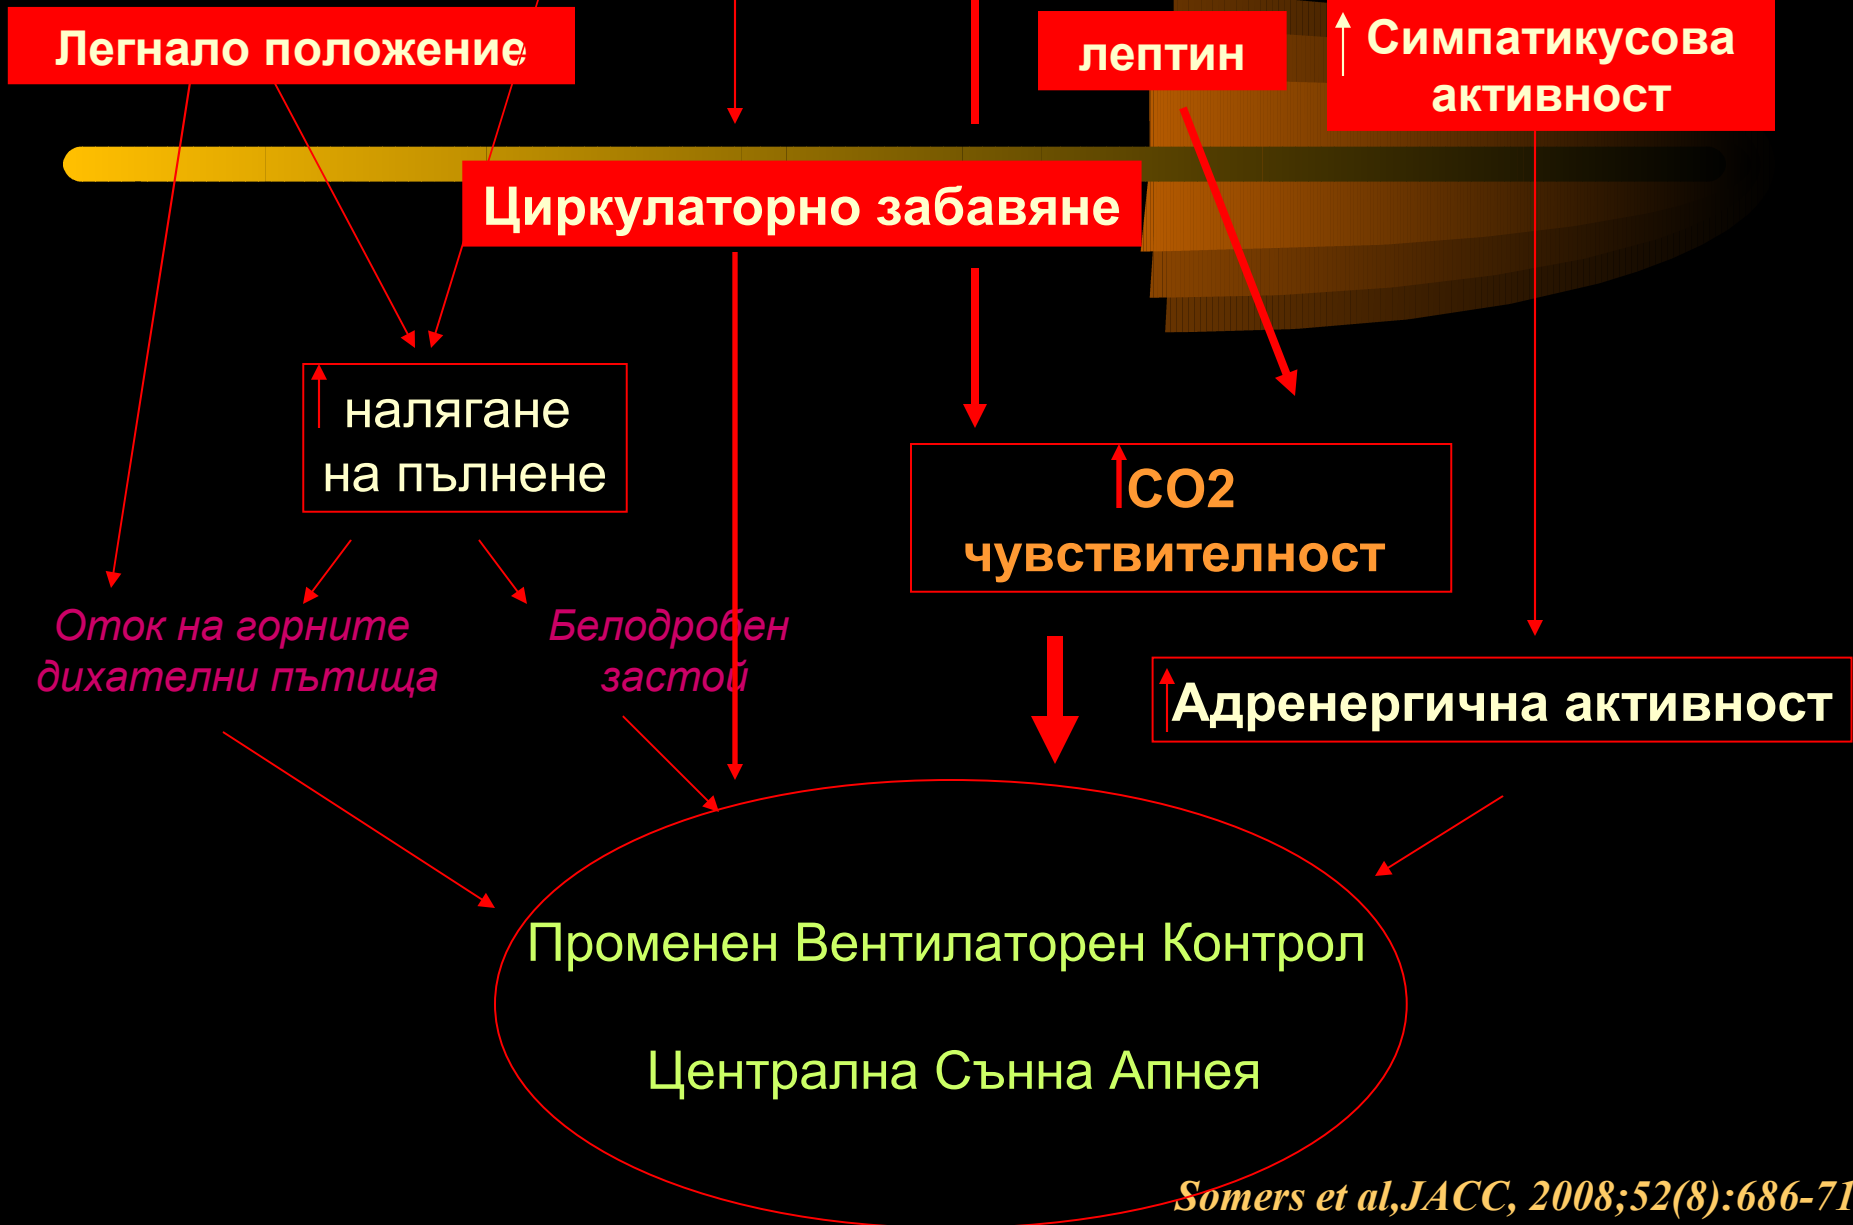 Легнало положение
лептин
Симпатикусова
активност
Циркулаторно забавяне
налягане
на пълнене
CO2
чувствителност
Оток на горните
дихателни пътища
Белодробен
застой
Адренергична активност
Променен Вентилаторен Контрол
Централна Сънна Апнея
Somers et al,JACC, 2008;52(8):686-71